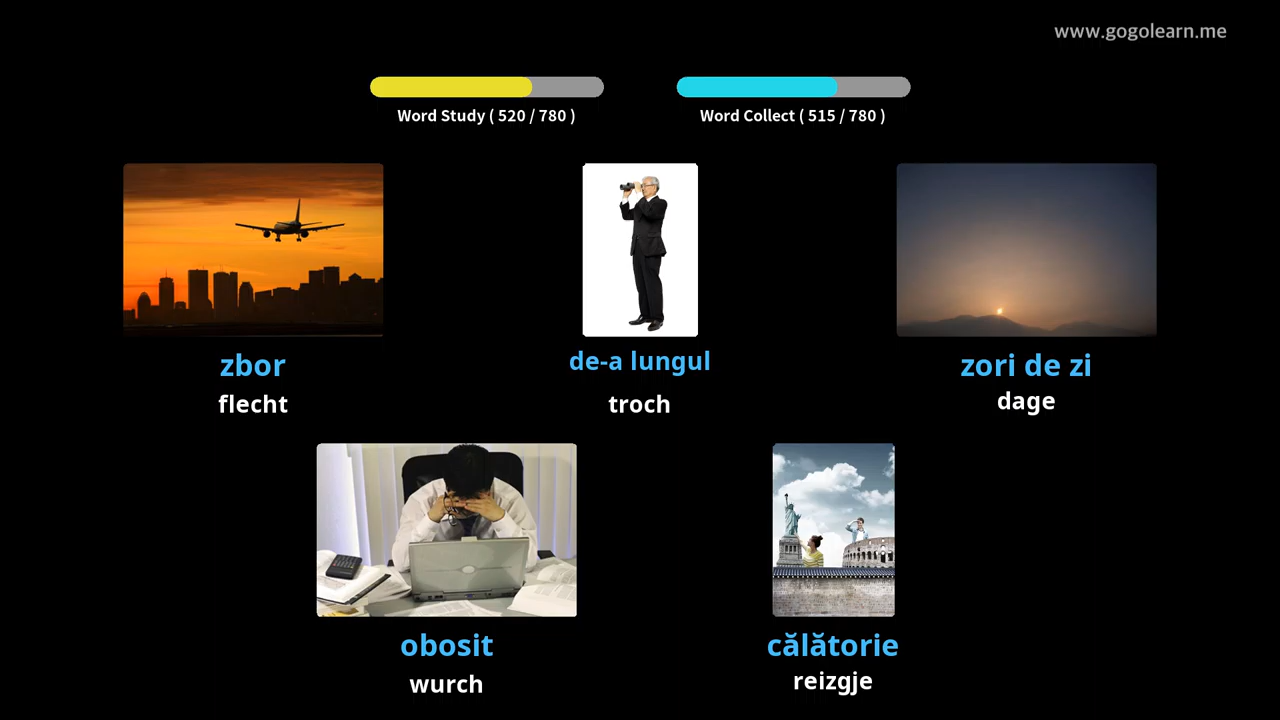 www.gogolearn.me
Word Study ( 520 / 780 )
Word Collect ( 515 / 780 )
zbor
flecht
de-a lungul
troch
zori de zi
dage
obosit
wurch
călătorie
reizgje